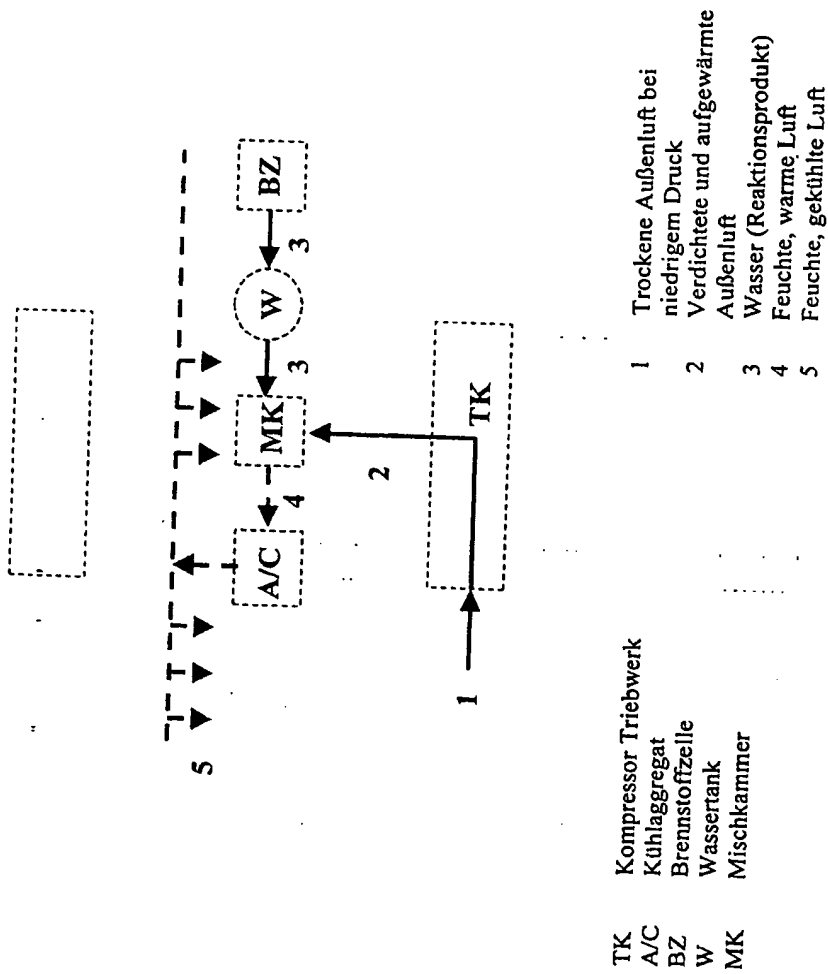 5
A/C
4
MK
3
W
3
BZ
2
1
TK
TK Kompressor Triebwerk
A/C Kühlaggregat
BZ Brennstoffzelle
W Wassertank
MK Mischkammer
1 Trockene Außenluft bei
niedrigem Druck
2 Verdichtete und aufgewärmte
Außenluft
3 Wasser (Reaktionsprodukt)
4 Feuchte, warme Luft
5 Feuchte, gekühlte Luft